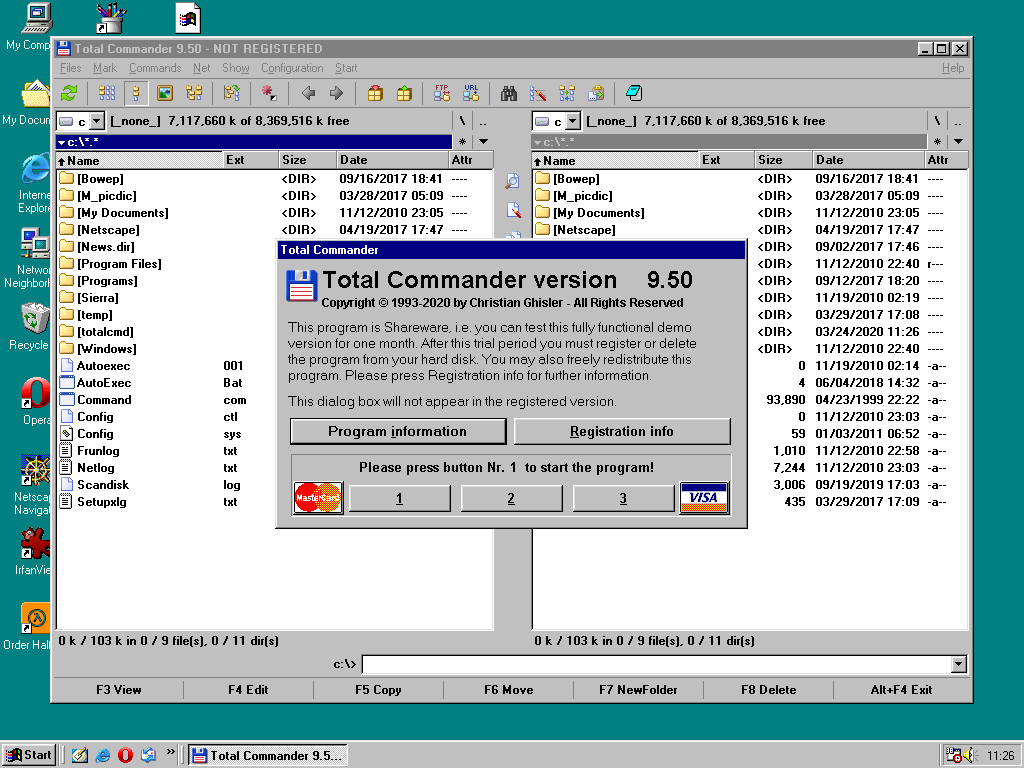 My Comp
My Docun
Interne
Explore
Netwo
Neighborh
Recycle
Opera
Netsca
Naviga
IrfanVie
Order Hali
Total Commander 9.50 - NOT REGISTERED
Files Mark Commands Net Show Configuration Start Help
FTP URL
c [_none_] 7,117,660 k of 8,369,516 k free \ ..
c [_none_] 7,117,660 k of 8,369,516 k free \ ..
c:\*.* *
c:\*.* *
Name Ext Size Date Attr
[Bowep] <DIR> 09/16/2017 18:41 ----
[M_picdic] <DIR> 03/28/2017 05:09 ----
[My Documents] <DIR> 11/12/2010 23:05 ----
[Netscape] <DIR> 04/19/2017 17:47 ----
[News.dir]
[Program Files]
[Programs]
[Sierra]
[temp]
[totalcmd]
[Windows]
Autoexec 001
AutoExec Bat
Command com
Config ctl
Config sys
Frunlog txt
Netlog txt
Scandisk log
Setupxlg txt
Name Ext Size Date Attr
[Bowep] <DIR> 09/16/2017 18:41 ----
[M_picdic] <DIR> 03/28/2017 05:09 ----
[My Documents] <DIR> 11/12/2010 23:05 ----
[Netscape] <DIR> 04/19/2017 17:47 ----
<DIR> 09/02/2017 17:46 ----
<DIR> 11/12/2010 22:40 r---
<DIR> 09/12/2017 18:20 ----
<DIR> 11/19/2010 02:19 ----
<DIR> 03/29/2017 17:08 ----
<DIR> 03/24/2020 11:26 ----
<DIR> 11/12/2010 22:40 ----
0 11/19/2010 02:14 -a--
4 06/04/2018 14:32 -a--
93,890 04/23/1999 22:22 -a--
0 11/12/2010 23:03 -a--
59 01/03/2011 06:52 -a--
1,010 11/12/2010 22:58 -a--
7,244 11/12/2010 23:03 -a--
3,006 09/19/2019 17:03 -a--
435 03/29/2017 17:09 -a--
Total Commander
Total Commander version 9.50
Copyright © 1993-2020 by Christian Ghisler - All Rights Reserved
This program is Shareware, i.e. you can test this fully functional demo
version for one month. After this trial period you must register or delete
the program from your hard disk. You may also freely redistribute this
program. Please press Registration info for further information.
This dialog box will not appear in the registered version.
Program information Registration info
Please press button Nr. 1 to start the program!
MasterCard 1 2 3 VISA
0 k / 103 k in 0 / 9 file(s), 0 / 11 dir(s)
0 k / 103 k in 0 / 9 file(s), 0 / 11 dir(s)
c:\>
F3 View F4 Edit F5 Copy F6 Move F7 NewFolder F8 Delete Alt+F4 Exit
Start » Total Commander 9.5... 11:26